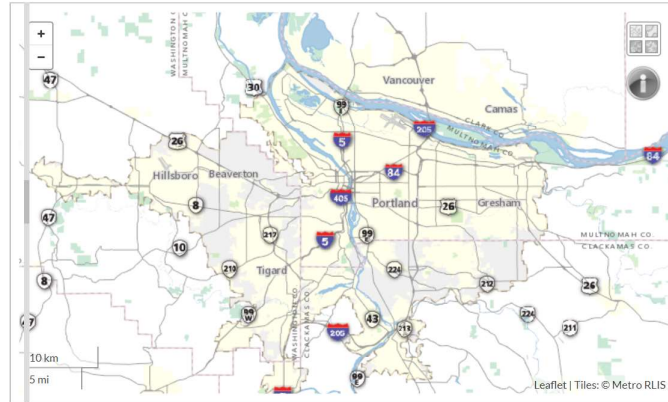 +
−
WASHINGTON CO.
MULTNOMAH CO.
47
30
Vancouver
99
E
Camas
CLARK CO.
MULTNOMAH CO.
26
5
205
84
84
Hillsboro
Beaverton
405
8
Portland
26
Gresham
47
217
5
99
E
MULTNOMAH CO.
CLACKAMAS CO.
10
210
Tigard
224
212
8
26
WASHINGTON CO.
CLACKAMAS CO.
99
W
43
213
224
211
47
205
10 km
5 mi
99
E
Leaflet | Tiles: © Metro RLIS